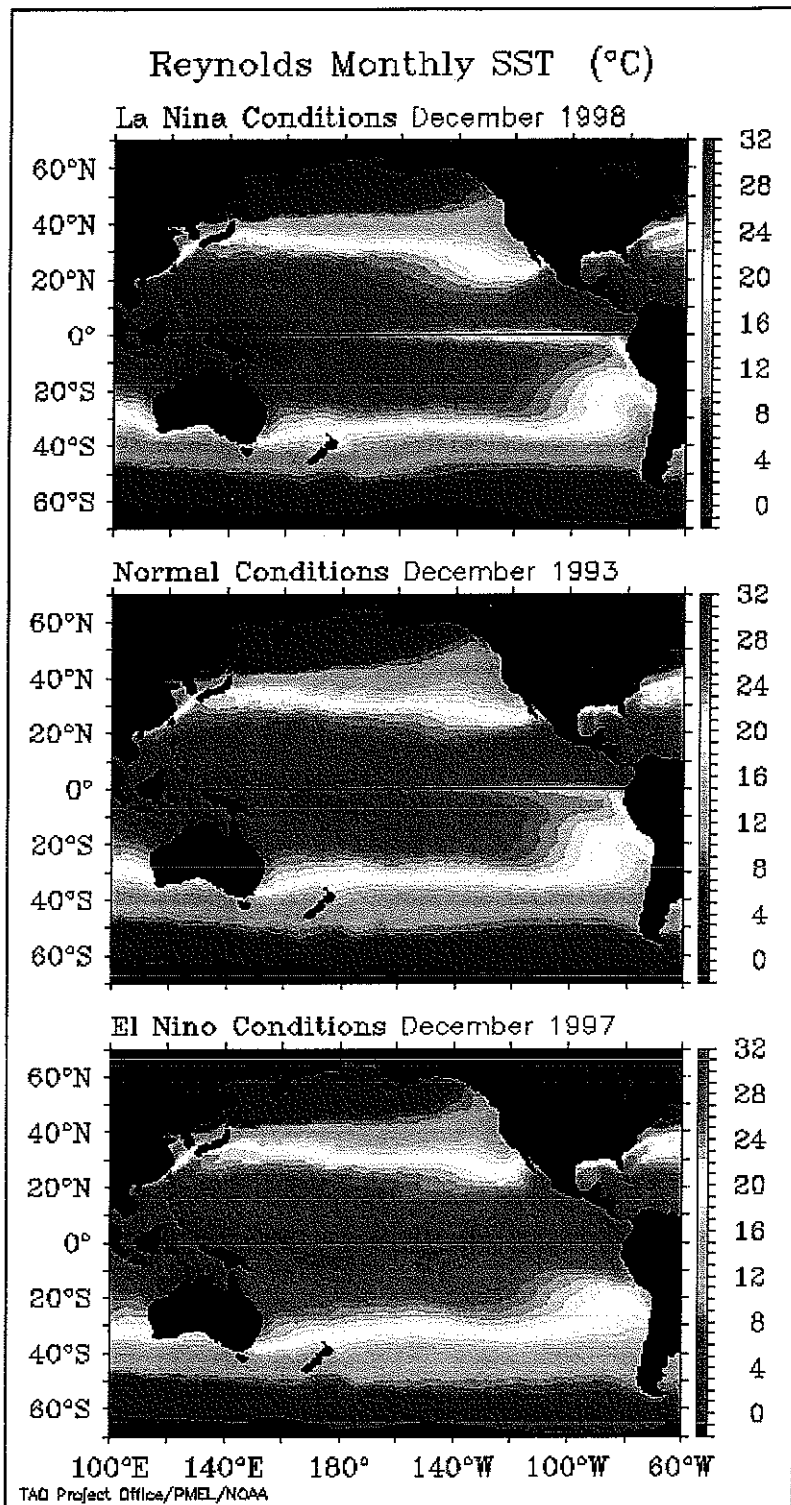 Reynolds Monthly SST (°C)
La Nina Conditions December 1998
60°N
40°N
20°N
0°
20°S
40°S
60°S
32
28
24
20
16
12
8
4
0
Normal Conditions December 1993
60°N
40°N
20°N
0°
20°S
40°S
60°S
32
28
24
20
16
12
8
4
0
El Nino Conditions December 1997
60°N
40°N
20°N
0°
20°S
40°S
60°S
32
28
24
20
16
12
8
4
0
100°E 140°E 180° 140°W 100°W 60°W
TAO Project Office/PMEL/NOAA